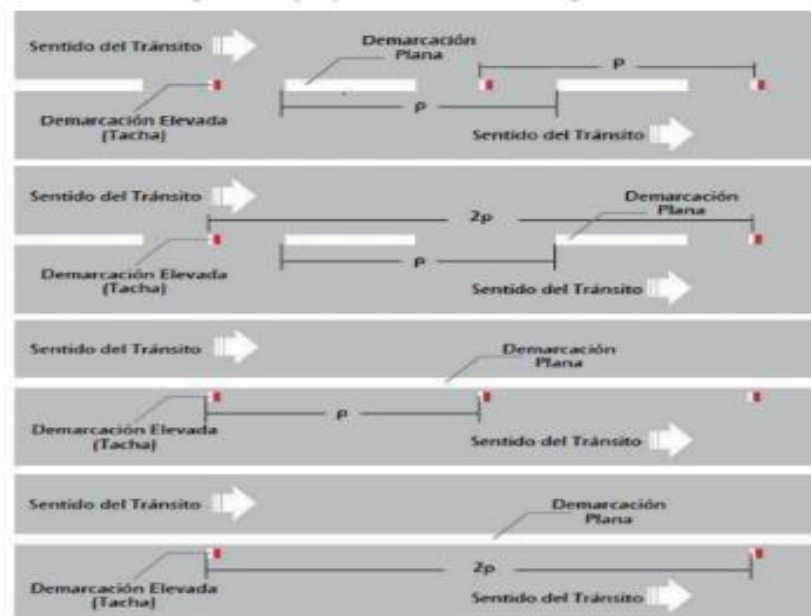 Sentido del Tránsito
Demarcación
Plana
P
P
Demarcación Elevada
(Tacha)
Sentido del Tránsito
Sentido del Tránsito
2p
Demarcación
Plana
P
Demarcación Elevada
(Tacha)
Sentido del Tránsito
Sentido del Tránsito
Demarcación
Plana
P
Demarcación Elevada
(Tacha)
Sentido del Tránsito
Sentido del Tránsito
Demarcación
Plana
2p
Demarcación Elevada
(Tacha)
Sentido del Tránsito